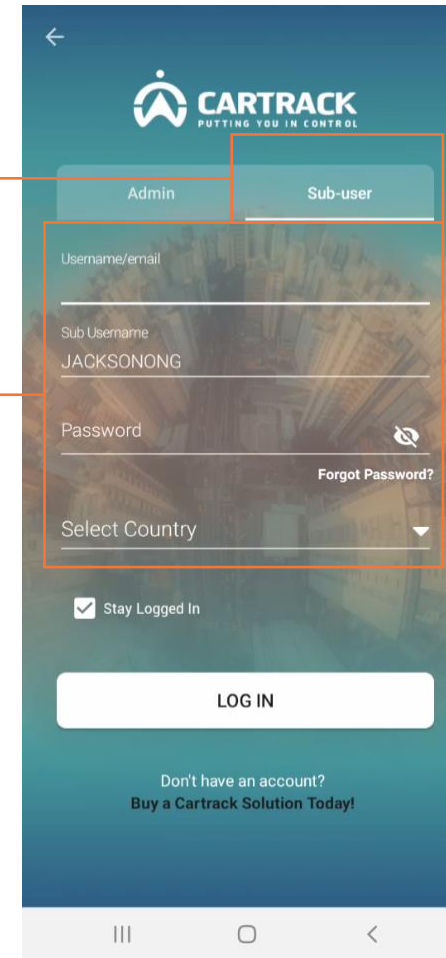 CARTRACK
PUTTING YOU IN CONTROL
Admin Sub-user
Username/email
Sub Username
JACKSONONG
Password
Forgot Password?
Select Country
Stay Logged In
LOG IN
Don't have an account?
Buy a Cartrack Solution Today!